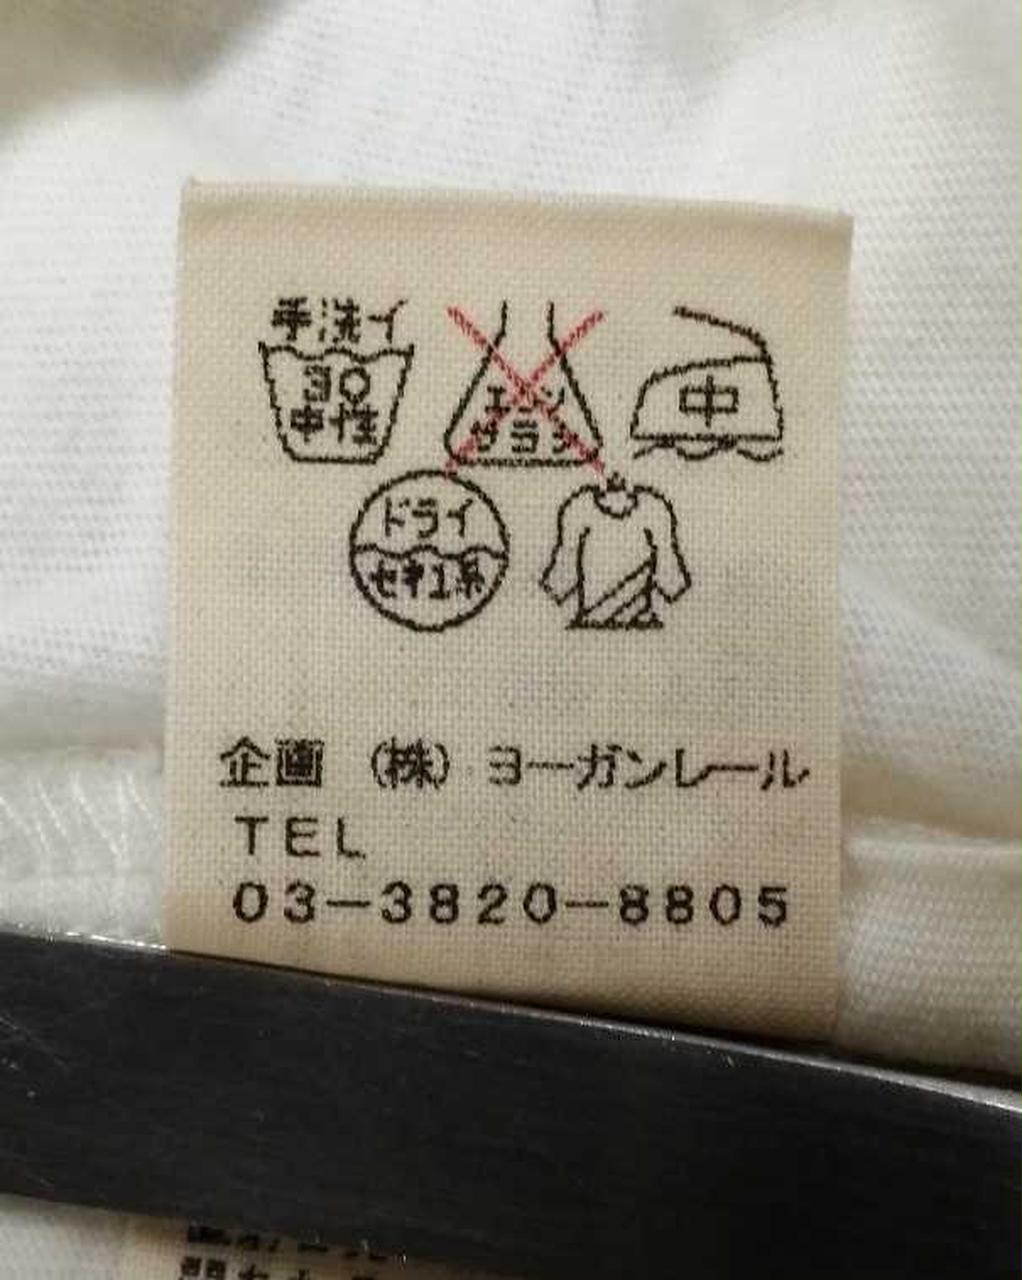 手洗イ
30
中性
エンソ
サラシ
中
ドライ
セキユ系
企画 (株) ヨーガンレール
TEL
03-3820-8805